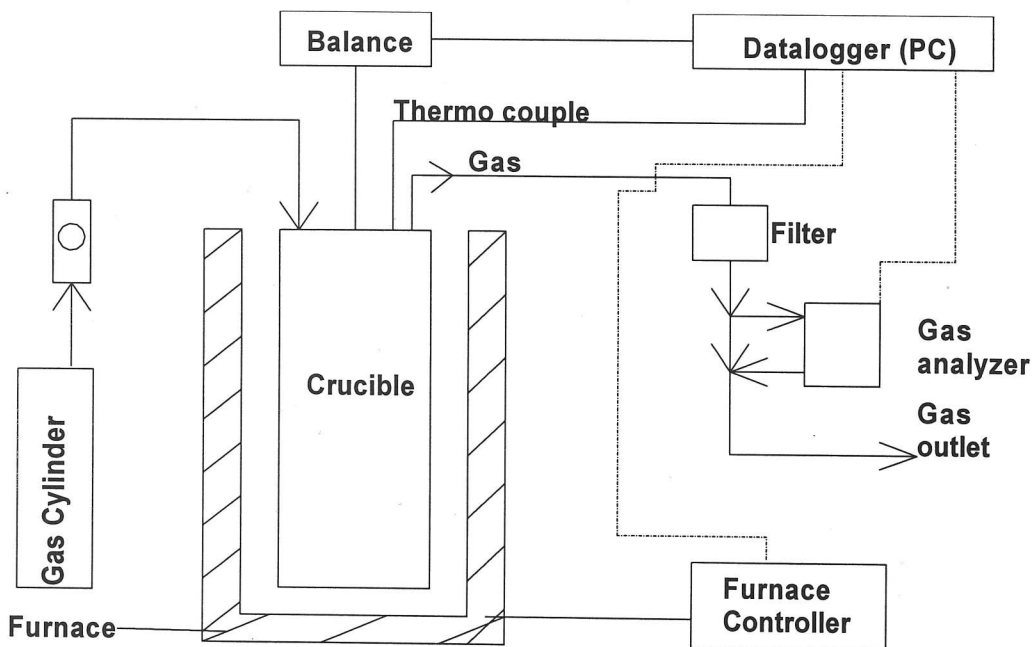 Balance
Datalogger (PC)
Thermo couple
Gas
Filter
Gas
analyzer
Gas
outlet
Crucible
Gas Cylinder
Furnace
Furnace
Controller